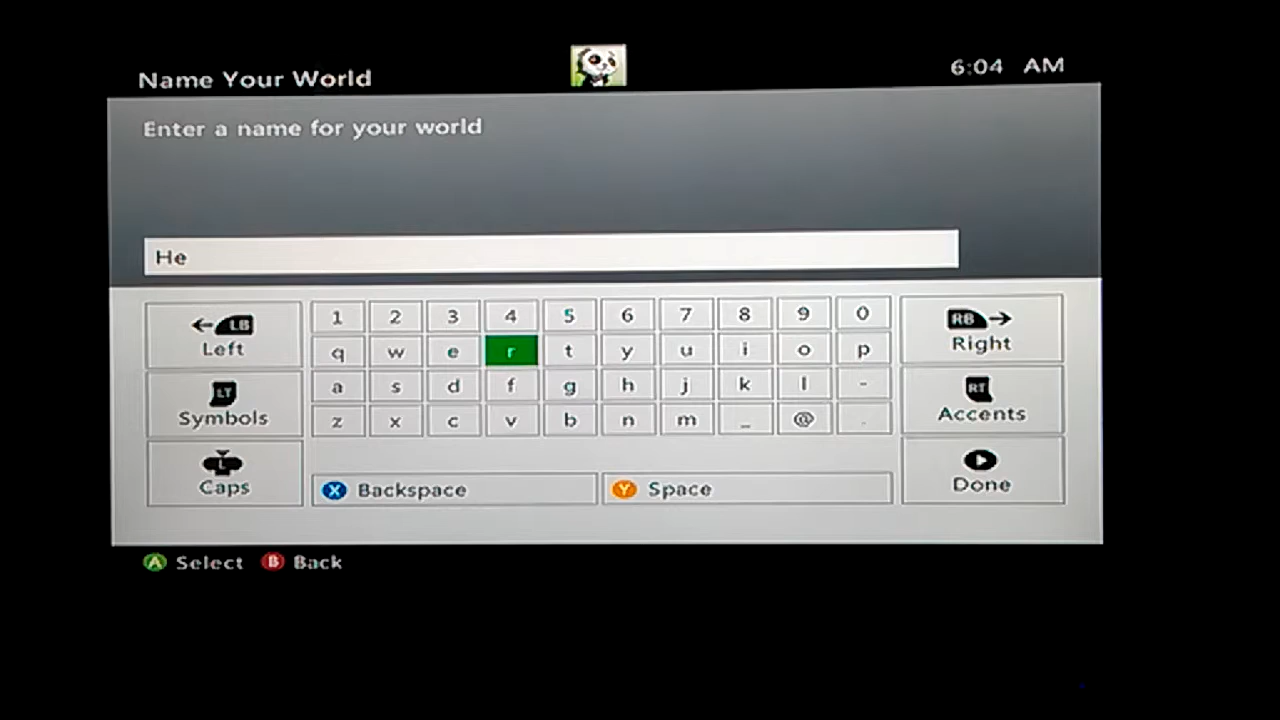 Name Your World
6:04 AM
Enter a name for your world
He
LB
Left
1 2 3 4 5 6 7 8 9 0
RB
Right
q w e r t y u i o p
LT
Symbols
a s d f g h j k l -
RT
Accents
z x c v b n m _ @ .
L
Caps
X Backspace
Y Space
Done
A Select B Back